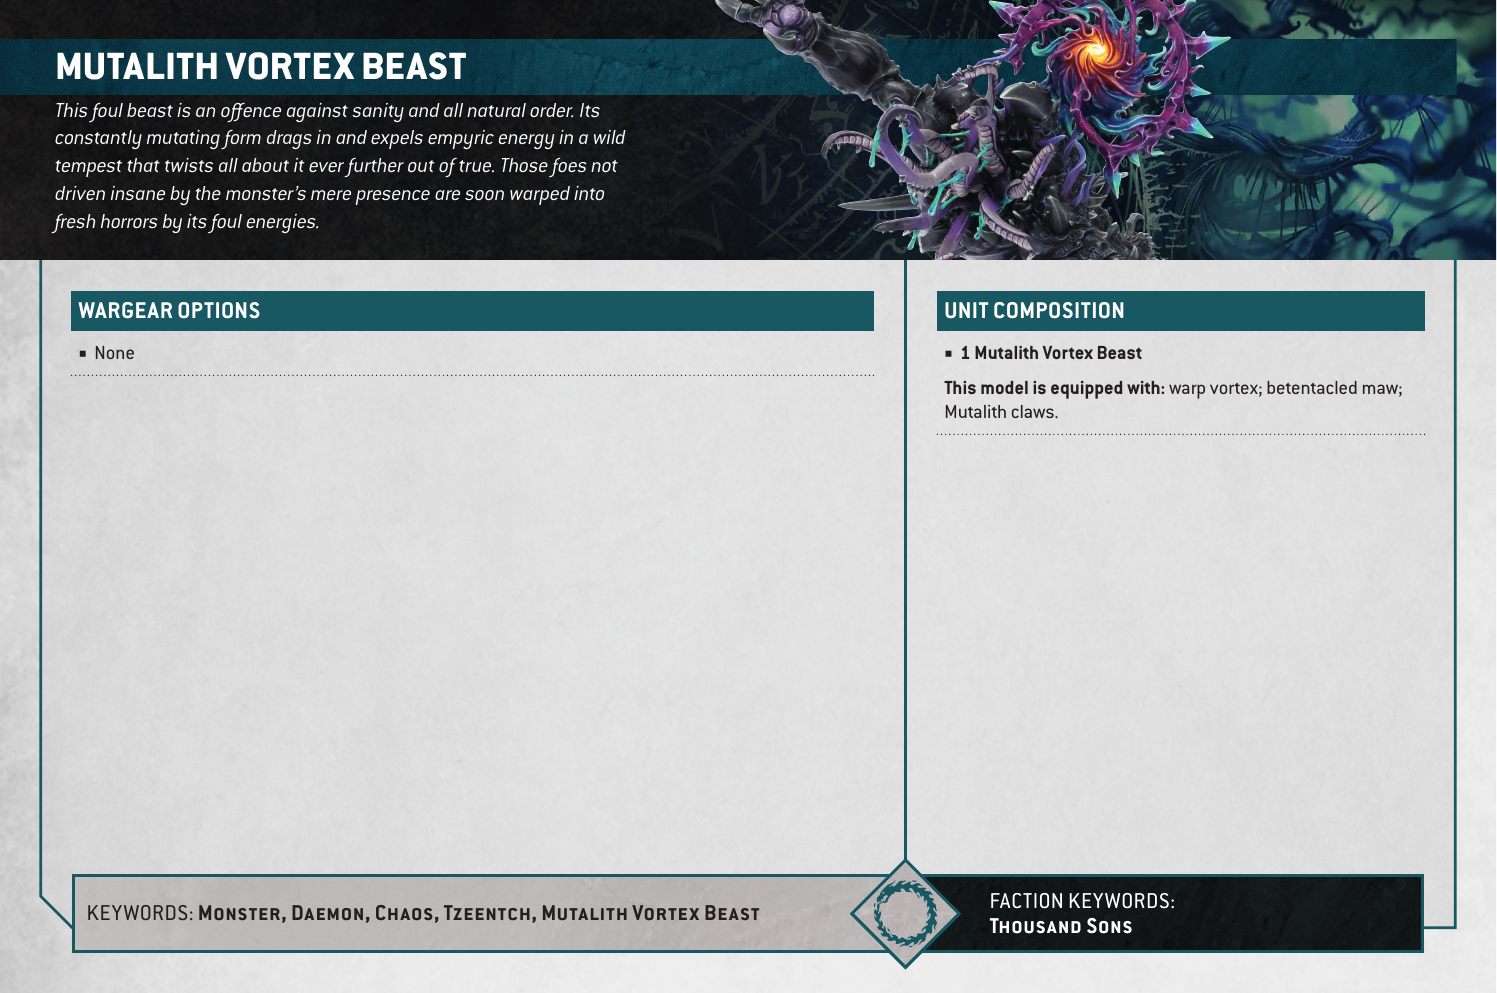 MUTALITH VORTEX BEAST
This foul beast is an offence against sanity and all natural order. Its
constantly mutating form drags in and expels empyric energy in a wild
tempest that twists all about it ever further out of true. Those foes not
driven insane by the monster's mere presence are soon warped into
fresh horrors by its foul energies.
WARGEAR OPTIONS
■ None
UNIT COMPOSITION
■ 1 Mutalith Vortex Beast
This model is equipped with: warp vortex; betentacled maw;
Mutalith claws.
KEYWORDS: Monster, Daemon, Chaos, Tzeentch, Mutalith Vortex Beast
FACTION KEYWORDS:
Thousand Sons